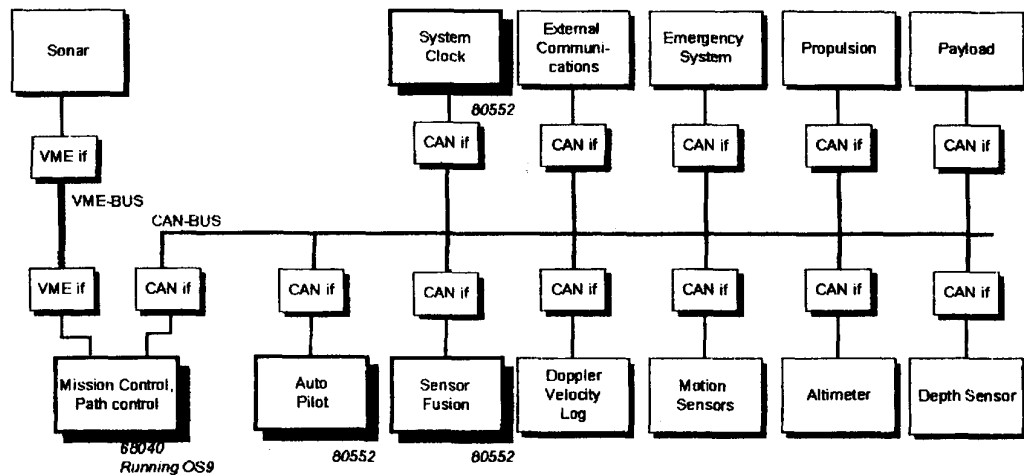 Sonar
System
Clock
External
Communi-
cations
Emergency
System
Propulsion
Payload
80552
VME if
CAN if
CAN if
CAN if
CAN if
CAN if
VME-BUS
CAN-BUS
VME if
CAN if
CAN if
CAN if
CAN if
CAN if
CAN if
CAN if
Mission Control,
Path control
Auto
Pilot
Sensor
Fusion
Doppler
Velocity
Log
Motion
Sensors
Altimeter
Depth Sensor
68040
Running OS9
80552
80552